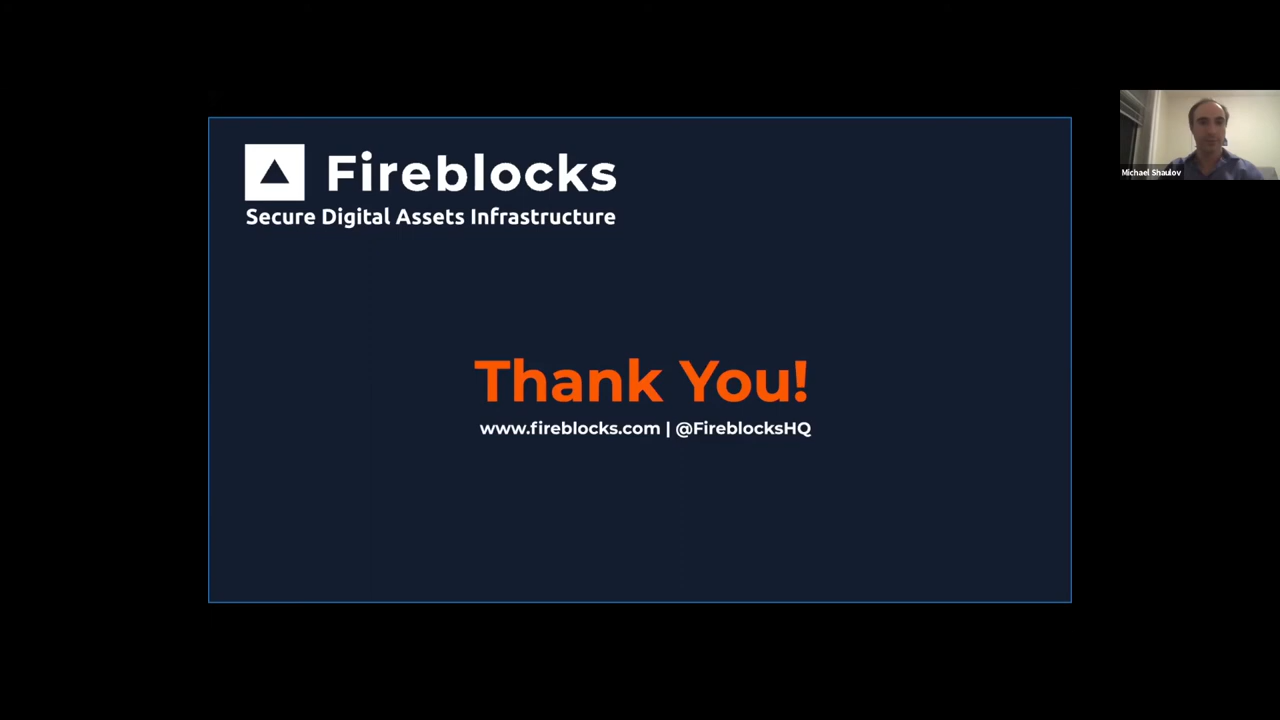 Fireblocks
Secure Digital Assets Infrastructure
Michael Shaulov
Thank You!
www.fireblocks.com | @FireblocksHQ